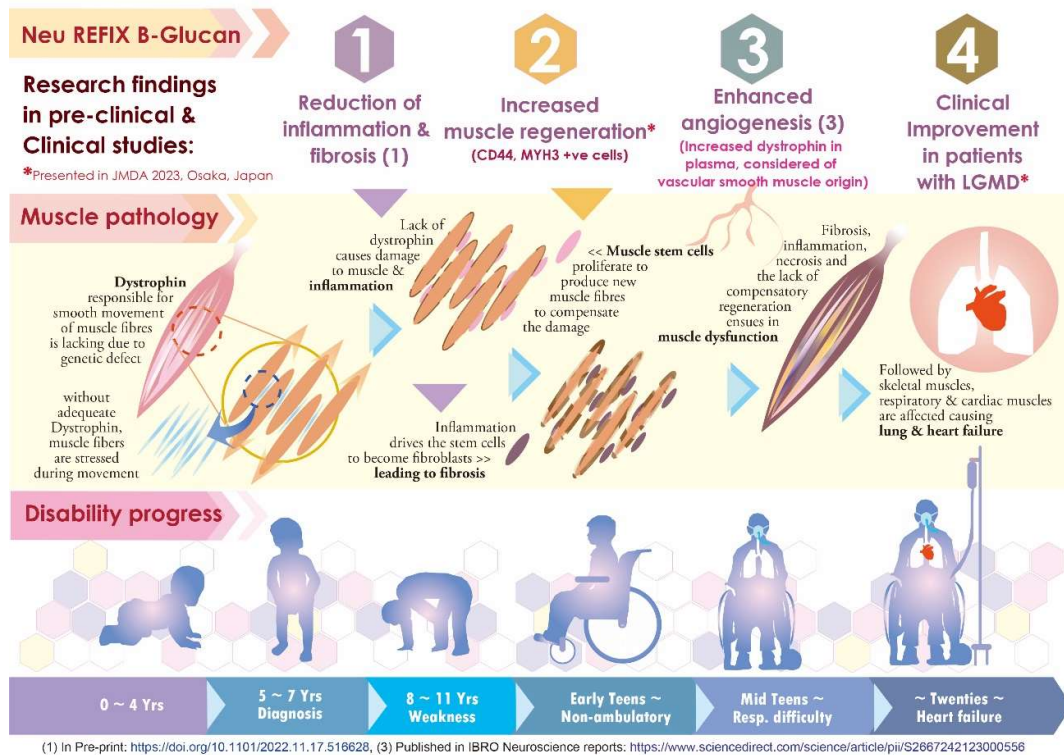 Neu REFIX B-Glucan
Research findings
in pre-clinical &
Clinical studies:
*Presented in JMDA 2023, Osaka, Japan
1
Reduction of
inflammation &
fibrosis (1)
2
Increased
muscle regeneration*
(CD44, MYH3 +ve cells)
3
Enhanced
angiogenesis (3)
(Increased dystrophin in
plasma, considered of
vascular smooth muscle origin)
4
Clinical
Improvement
in patients
with LGMD*
Muscle pathology
Dystrophin
responsible for
smooth movement
of muscle fibres
is lacking due to
genetic defect
without
adequeate
Dystrophin,
muscle fibers
are stressed
during movement
Lack of
dystrophin
causes damage
to muscle &
inflammation
<< Muscle stem cells
proliferate to
produce new
muscle fibres
to compensate
the damage
Inflammation
drives the stem cells
to become fibroblasts >>
leading to fibrosis
Fibrosis,
inflammation,
necrosis and
the lack of
compensatory
regeneration
ensues in
muscle dysfunction
Followed by
skeletal muscles,
respiratory & cardiac muscles
are affected causing
lung & heart failure
Disability progress
0 ~ 4 Yrs
5 ~ 7 Yrs
Diagnosis
8 ~ 11 Yrs
Weakness
Early Teens ~
Non-ambulatory
Mid Teens ~
Resp. difficulty
~ Twenties ~
Heart failure
(1) In Pre-print: https://doi.org/10.1101/2022.11.17.516628, (3) Published in IBRO Neuroscience reports: https://www.sciencedirect.com/science/article/pii/S2667242123000556